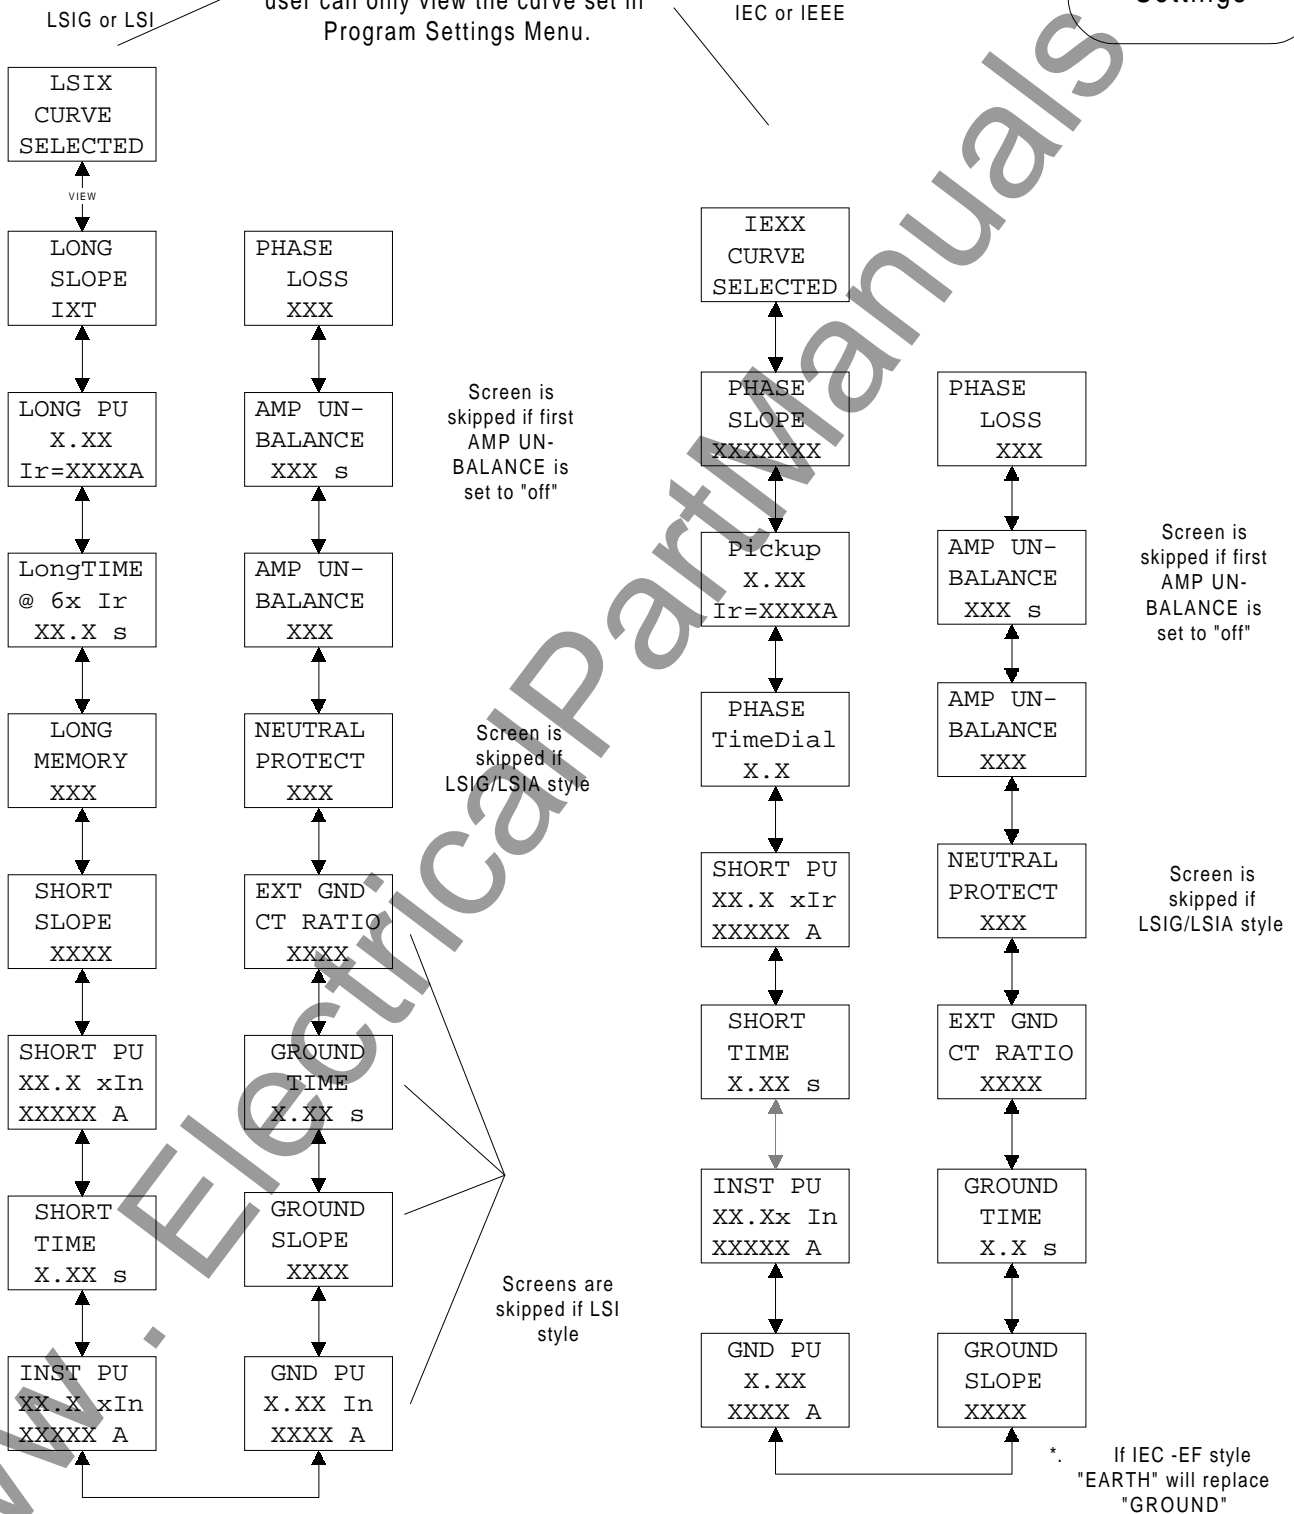 LSIG or LSI
user can only view the curve set in
Program Settings Menu.
IEC or IEEE
Settings
LSIX
CURVE
SELECTED
VIEW
LONG
SLOPE
IXT
LONG PU
X.XX
Ir=XXXXA
LongTIME
@ 6x Ir
XX.X s
LONG
MEMORY
XXX
SHORT
SLOPE
XXXX
SHORT PU
XX.X xIn
XXXXX A
SHORT
TIME
X.XX s
INST PU
XX.X xIn
XXXXX A
PHASE
LOSS
XXX
AMP UN-
BALANCE
XXX s
AMP UN-
BALANCE
XXX
NEUTRAL
PROTECT
XXX
EXT GND
CT RATIO
XXXX
GROUND
TIME
X.XX s
GROUND
SLOPE
XXXX
GND PU
X.XX In
XXXX A
Screen is
skipped if first
AMP UN-
BALANCE is
set to "off"
Screen is
skipped if
LSIG/LSIA style
Screens are
skipped if LSI
style
IEXX
CURVE
SELECTED
PHASE
SLOPE
XXXXXXX
Pickup
X.XX
Ir=XXXXA
PHASE
TimeDial
X.X
SHORT PU
XX.X xIr
XXXXX A
SHORT
TIME
X.XX s
INST PU
XX.Xx In
XXXXX A
GND PU
X.XX
XXXX A
PHASE
LOSS
XXX
AMP UN-
BALANCE
XXX s
AMP UN-
BALANCE
XXX
NEUTRAL
PROTECT
XXX
EXT GND
CT RATIO
XXXX
GROUND
TIME
X.X s
GROUND
SLOPE
XXXX
Screen is
skipped if first
AMP UN-
BALANCE is
set to "off"
Screen is
skipped if
LSIG/LSIA style
*. If IEC -EF style
"EARTH" will replace
"GROUND"
w . ElectricalPartManuals